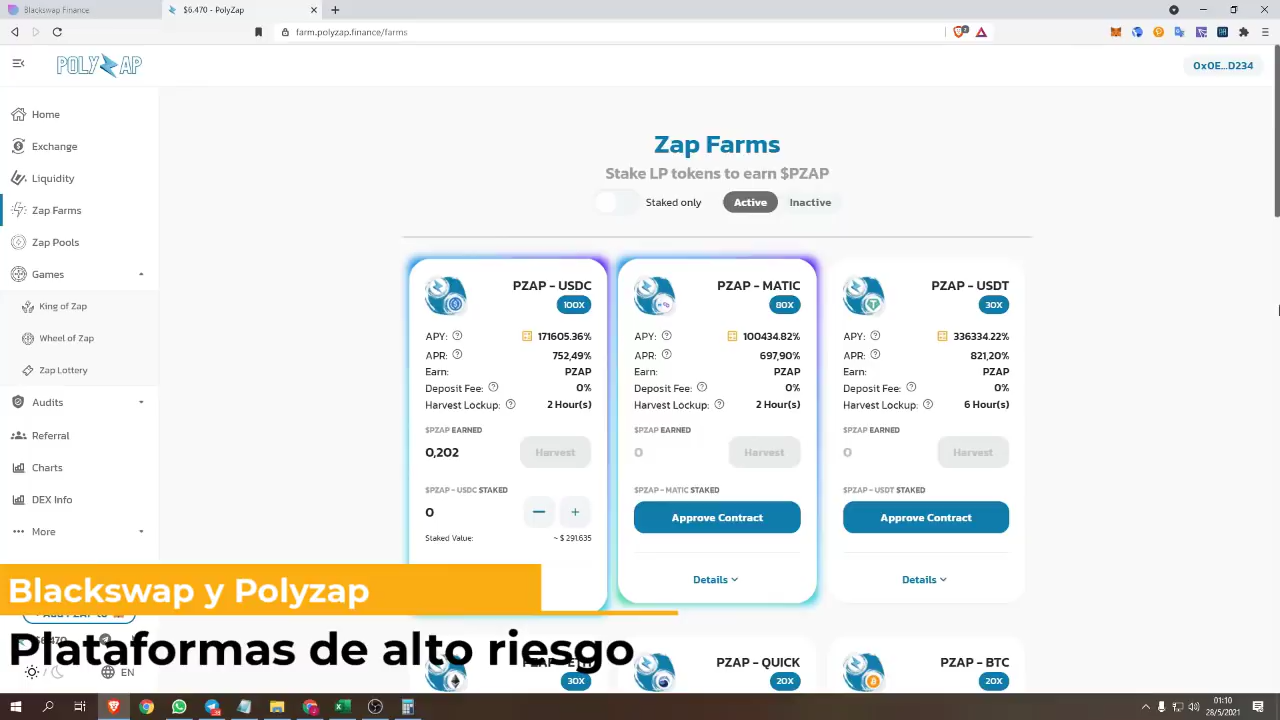 Blackswap Finance
$6.470 - PolyZap
farm.polyzap.finance/farms
POLYZAP
0x0E...D234
Home
Exchange
Liquidity
Zap Farms
Zap Pools
Games
King of Zap
Wheel of Zap
Zap Lottery
Audits
Referral
Charts
DEX Info
More
EN
Zap Farms
Stake LP tokens to earn $PZAP
Staked only
Active
Inactive
PZAP - USDC
100X
APY: 171605.36%
APR: 752,49%
Earn: PZAP
Deposit Fee: 0%
Harvest Lockup: 2 Hour(s)
$PZAP EARNED
0,202
Harvest
$PZAP - USDC STAKED
0
Staked Value: ~ $ 291.635
PZAP - MATIC
80X
APY: 100434.82%
APR: 697,90%
Earn: PZAP
Deposit Fee: 0%
Harvest Lockup: 2 Hour(s)
$PZAP EARNED
0
Harvest
$PZAP - MATIC STAKED
Approve Contract
Details
PZAP - USDT
30X
APY: 336334.22%
APR: 821,20%
Earn: PZAP
Deposit Fee: 0%
Harvest Lockup: 6 Hour(s)
$PZAP EARNED
0
Harvest
$PZAP - USDT STAKED
Approve Contract
Details
PZAP - ETH
30X
PZAP - QUICK
20X
PZAP - BTC
20X
Blackswap y Polyzap
Plataformas de alto riesgo
01:10
28/5/2021